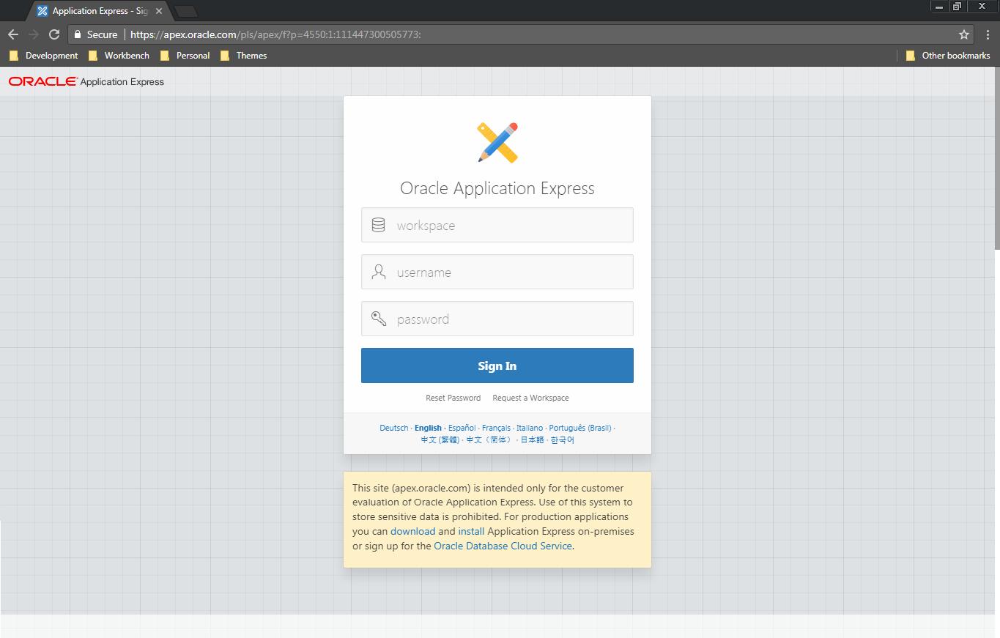 Application Express - Sig
Secure
https://apex.oracle.com/pls/apex/f?p=4550:1:111447300505773:
Development Workbench Personal Themes Other bookmarks
ORACLE Application Express
Oracle Application Express
workspace
username
password
Sign In
Reset Password Request a Workspace
Deutsch · English · Español · Français · Italiano · Português (Brasil) ·
中文 (繁體) · 中文（简体） · 日本語 · 한국어
This site (apex.oracle.com) is intended only for the customer
evaluation of Oracle Application Express. Use of this system to
store sensitive data is prohibited. For production applications
you can download and install Application Express on-premises
or sign up for the Oracle Database Cloud Service.